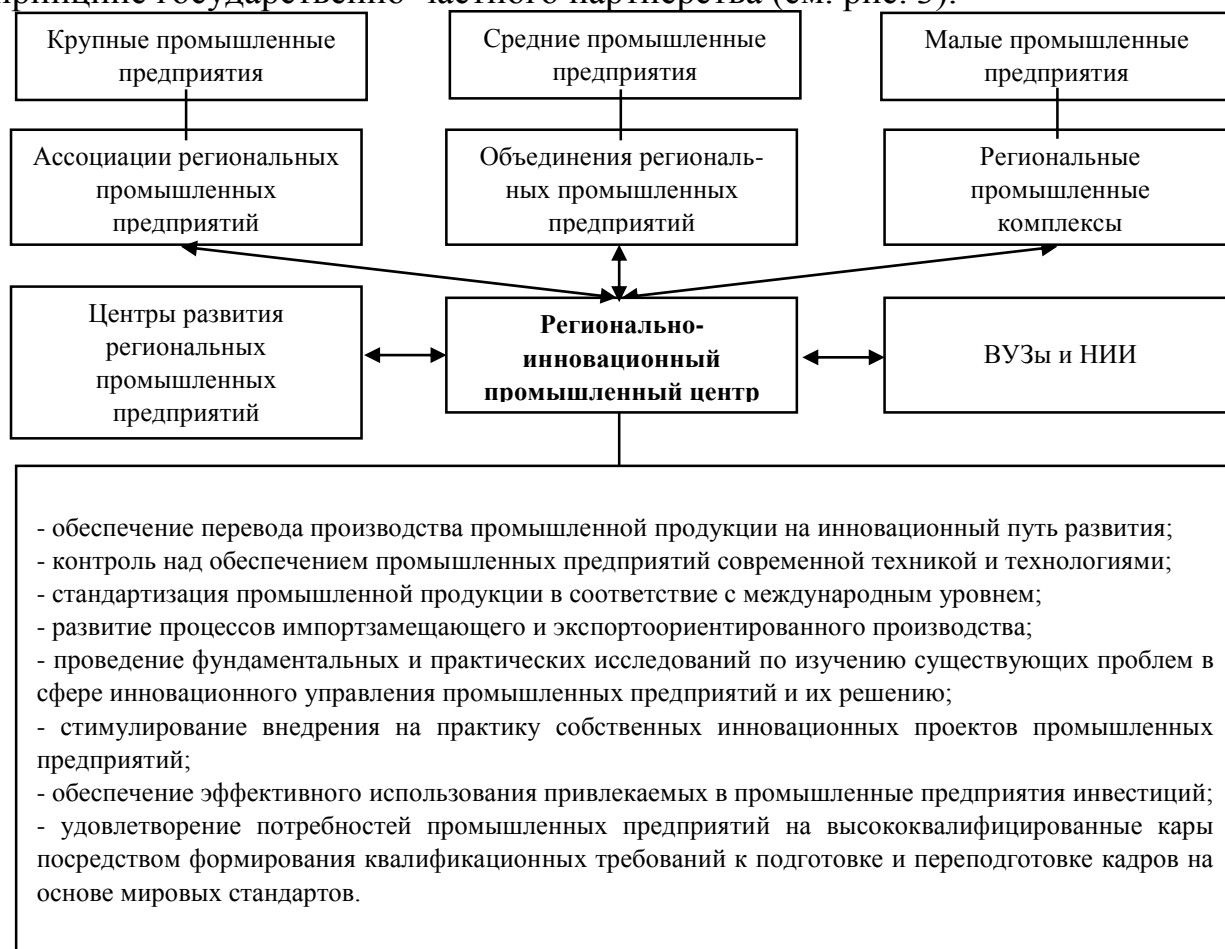 принципе государственно-частного партнерства (см. рис. 3).
Крупные промышленные
предприятия
Средние промышленные
предприятия
Малые промышленные
предприятия
Ассоциации региональных
промышленных
предприятий
Объединения региональ-
ных промышленных
предприятий
Региональные
промышленные
комплексы
Центры развития
региональных
промышленных
предприятий
Регионально-
инновационный
промышленный центр
ВУЗы и НИИ
- обеспечение перевода производства промышленной продукции на инновационный путь развития;
- контроль над обеспечением промышленных предприятий современной техникой и технологиями;
- стандартизация промышленной продукции в соответствие с международным уровнем;
- развитие процессов импортзамещающего и экспортоориентированного производства;
- проведение фундаментальных и практических исследований по изучению существующих проблем в
сфере инновационного управления промышленных предприятий и их решению;
- стимулирование внедрения на практику собственных инновационных проектов промышленных
предприятий;
- обеспечение эффективного использования привлекаемых в промышленные предприятия инвестиций;
- удовлетворение потребностей промышленных предприятий на высококвалифицированные кары
посредством формирования квалификационных требований к подготовке и переподготовке кадров на
основе мировых стандартов.